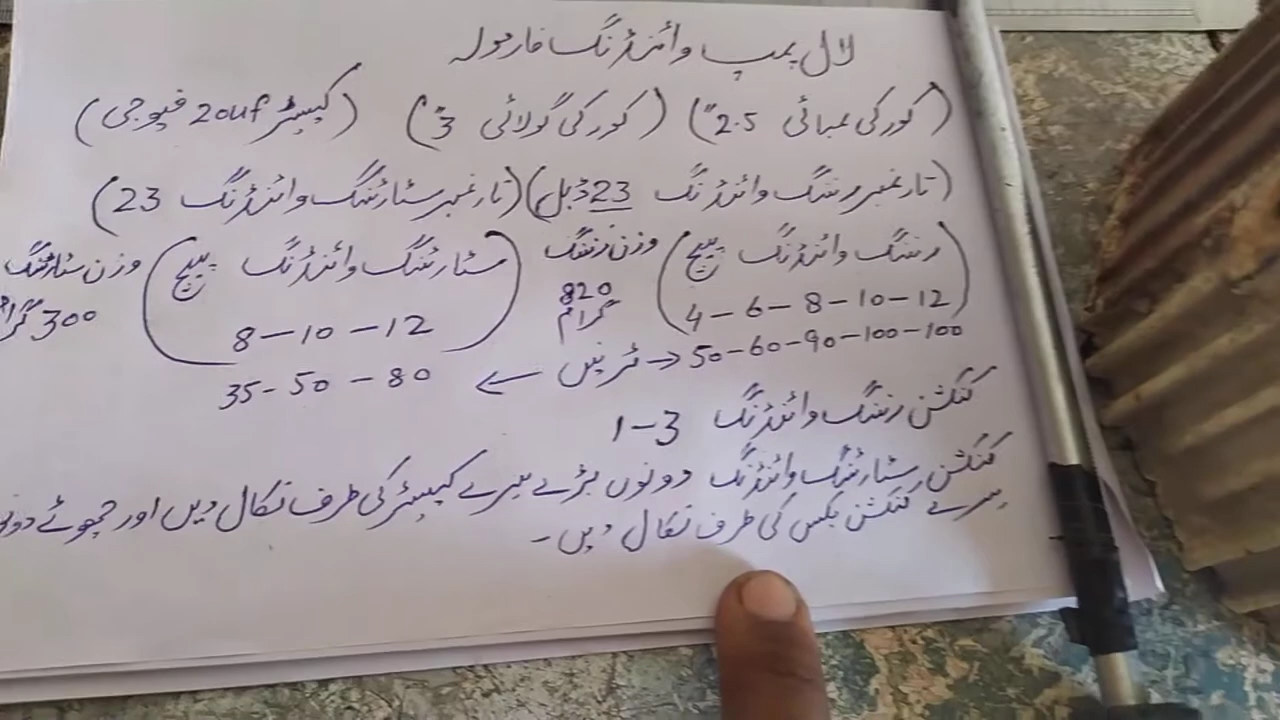 لال پمپ وائنڈنگ فارمولہ
(کور کی لمبائی 2.5") (کور کی گولائی 3") (کپیسٹر 20uf فیوجی)
(تار نمبر رننگ وائنڈنگ 23 ڈبل) (تار نمبر سٹارٹنگ وائنڈنگ 23)
(رننگ وائنڈنگ پیچ وزن رننگ (سٹارٹنگ وائنڈنگ پیچ وزن سٹارٹنگ
4-6-8-10-12) 820 گرام 8-10-12) 300 گرام
50-60-90-100-100 → ٹرنیں ← 35-50-80
کنکشن رننگ وائنڈنگ 1-3
کنکشن سٹارٹنگ وائنڈنگ دونوں بڑے سرے کپیسٹر کی طرف نکال دیں اور چھوٹے
سرے کنکشن بکس کی طرف نکال دیں۔